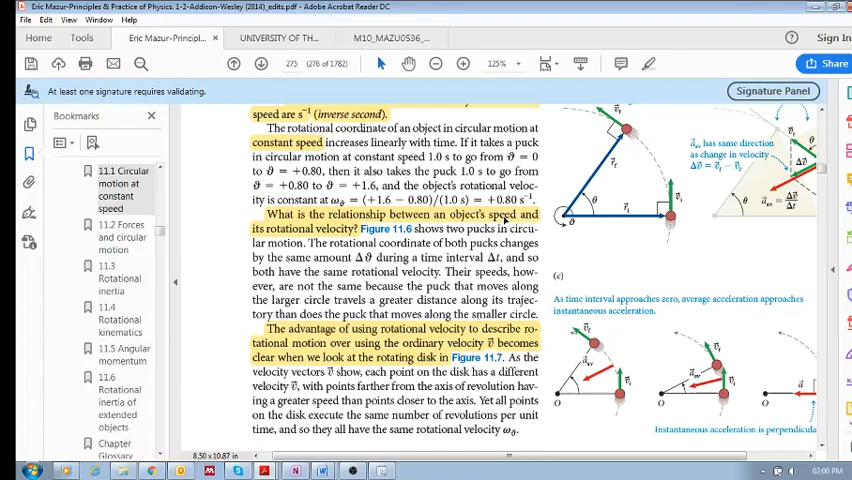 Eric Mazur-Principles & Practice of Physics. 1-2-Addison-Wesley (2014)_edits.pdf - Adobe Acrobat Reader DC
File Edit View Window Help
Home Tools Eric Mazur-Principl... × UNIVERSITY OF TH... M10_MAZU0536_... Sign In
275 (276 of 1782) 125% Share
At least one signature requires validating. Signature Panel
Bookmarks
11.1 Circular
motion at
constant
speed
11.2 Forces
and circular
motion
11.3
Rotational
inertia
11.4
Rotational
kinematics
11.5 Angular
momentum
11.6
Rotational
inertia of
extended
objects
Chapter
Glossary
speed are s⁻¹ (inverse second).
The rotational coordinate of an object in circular motion at
constant speed increases linearly with time. If it takes a puck
in circular motion at constant speed 1.0 s to go from ϑ = 0
to ϑ = +0.80, then it also takes the puck 1.0 s to go from
ϑ = +0.80 to ϑ = +1.6, and the object's rotational veloc-
ity is constant at ωϑ = (+1.6 − 0.80)/(1.0 s) = +0.80 s⁻¹.
What is the relationship between an object's speed and
its rotational velocity? Figure 11.6 shows two pucks in circu-
lar motion. The rotational coordinate of both pucks changes
by the same amount Δϑ during a time interval Δt, and so
both have the same rotational velocity. Their speeds, how-
ever, are not the same because the puck that moves along
the larger circle travels a greater distance along its trajec-
tory than does the puck that moves along the smaller circle.
The advantage of using rotational velocity to describe ro-
tational motion over using the ordinary velocity v⃗ becomes
clear when we look at the rotating disk in Figure 11.7. As the
velocity vectors v⃗ show, each point on the disk has a different
velocity v⃗, with points farther from the axis of revolution hav-
ing a greater speed than points closer to the axis. Yet all points
on the disk execute the same number of revolutions per unit
time, and so they all have the same rotational velocity ωϑ.
v⃗f
r⃗f
θ
r⃗i
v⃗i
ϑ
a⃗av has same direction
as change in velocity
Δv⃗ = v⃗f − v⃗i.
v⃗f
θ
Δv⃗
θ
a⃗av = Δv⃗/Δt
(c)
As time interval approaches zero, average acceleration approaches
instantaneous acceleration.
v⃗f
a⃗av
v⃗i
O
v⃗f
a⃗av
v⃗i
O
a⃗
O
Instantaneous acceleration is perpendicula
8.50 x 10.87 in
02:00 PM